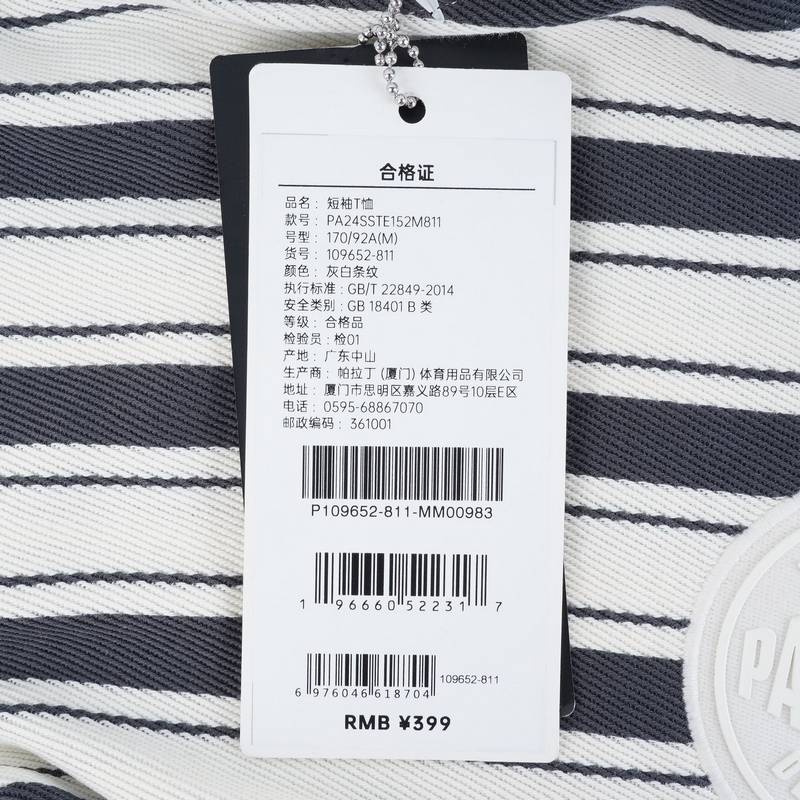 合格证
品名：短袖T恤
款号：PA24SSTE152M811
号型：170/92A(M)
货号：109652-811
颜色：灰白条纹
执行标准：GB/T 22849-2014
安全类别：GB 18401 B 类
等级：合格品
检验员：检01
产地：广东中山
生产商：帕拉丁 (厦门) 体育用品有限公司
地址：厦门市思明区嘉义路89号10层E区
电话：0595-68867070
邮政编码：361001
P109652-811-MM00983
1 96660 52231 7
6 976046 618704 109652-811
RMB ¥399
PA